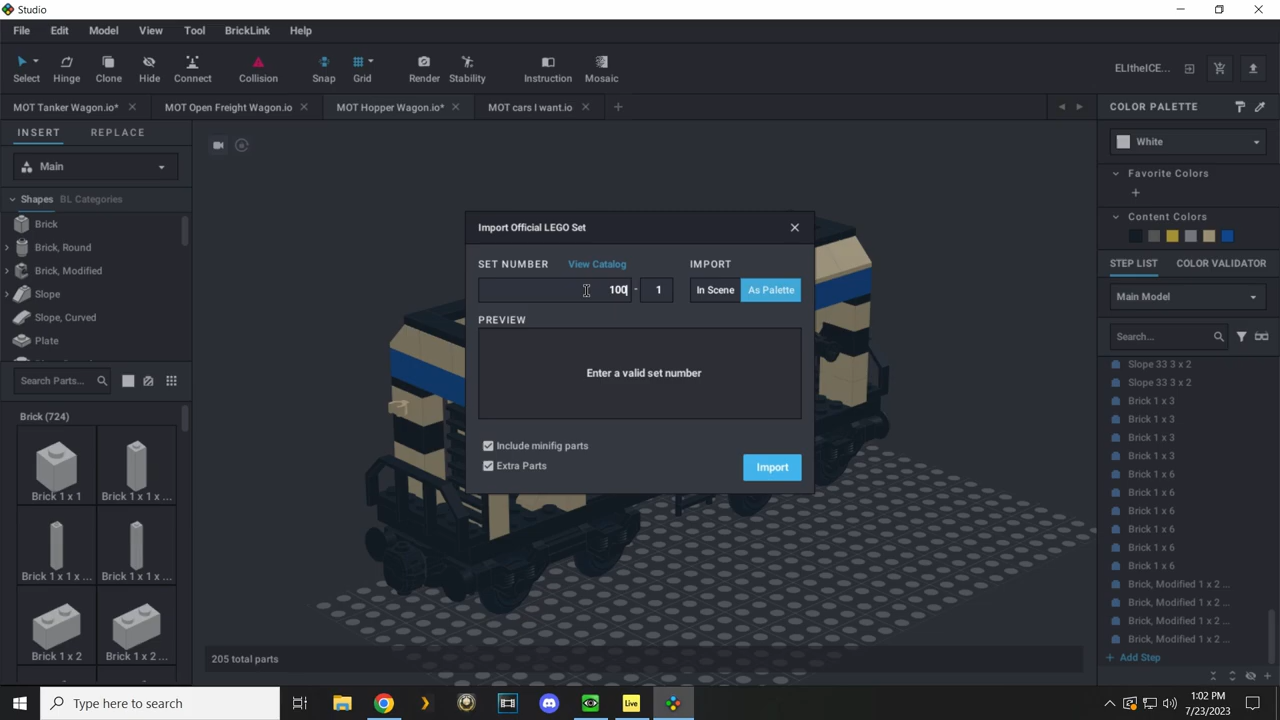 Studio
File Edit Model View Tool BrickLink Help
Select Hinge Clone Hide Connect Collision Snap Grid Render Stability Instruction Mosaic ELItheICE...
MOT Tanker Wagon.io* MOT Open Freight Wagon.io MOT Hopper Wagon.io* MOT cars I want.io
INSERT REPLACE
Main
Shapes BL Categories
Brick
Brick, Round
Brick, Modified
Slope
Slope, Curved
Plate
Search Parts...
Brick (724)
Brick 1 x 1 Brick 1 x 1 x ...
Brick 1 x 1 x ... Brick 1 x 1 x ...
Brick 1 x 2 Brick 1 x 2 ...
Import Official LEGO Set
SET NUMBER View Catalog IMPORT
100 - 1 In Scene As Palette
PREVIEW
Enter a valid set number
Include minifig parts
Extra Parts
Import
205 total parts
COLOR PALETTE
White
Favorite Colors
+
Content Colors
STEP LIST COLOR VALIDATOR
Main Model
Search...
Slope 33 3 x 2
Slope 33 3 x 2
Brick 1 x 3
Brick 1 x 3
Brick 1 x 3
Brick 1 x 3
Brick 1 x 6
Brick 1 x 6
Brick 1 x 6
Brick 1 x 6
Brick 1 x 6
Brick 1 x 6
Brick, Modified 1 x 2 ...
Brick, Modified 1 x 2 ...
Brick, Modified 1 x 2 ...
Brick, Modified 1 x 2 ...
+ Add Step
Type here to search
Live
1:02 PM
7/23/2023